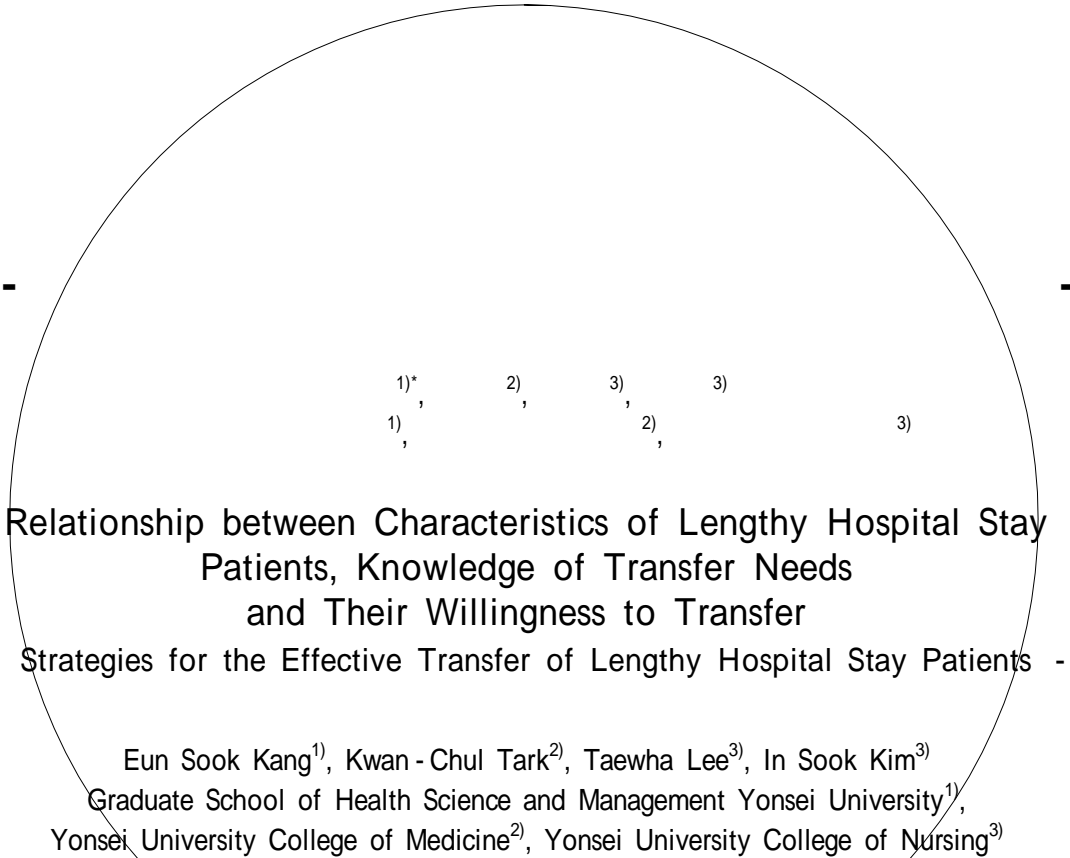 -                                        -
1)*,    2),    3),    3)
1),    2),    3)
Relationship between Characteristics of Lengthy Hospital Stay
Patients, Knowledge of Transfer Needs
and Their Willingness to Transfer
Strategies for the Effective Transfer of Lengthy Hospital Stay Patients -
Eun Sook Kang1), Kwan - Chul Tark2), Taewha Lee3), In Sook Kim3)
Graduate School of Health Science and Management Yonsei University1),
Yonsei University College of Medicine2), Yonsei University College of Nursing3)